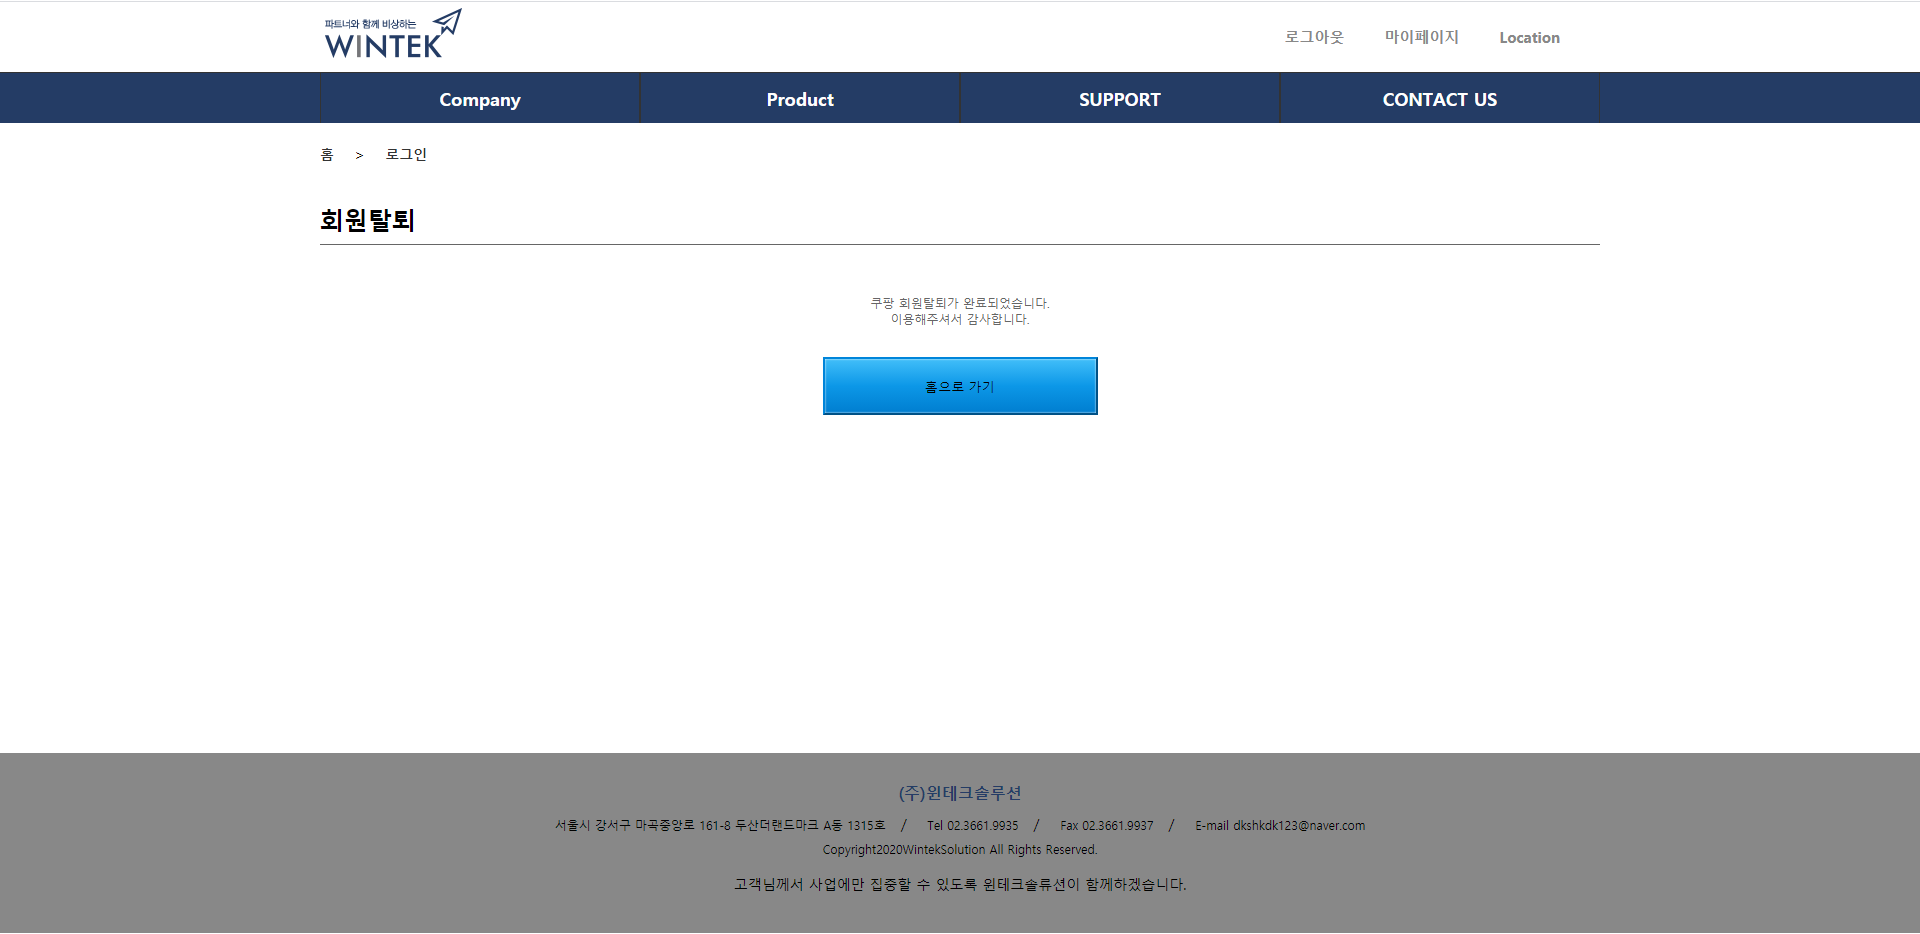 파트너와 함께 비상하는
WINTEK
로그아웃 마이페이지 Location
Company Product SUPPORT CONTACT US
홈 > 로그인
회원탈퇴
쿠팡 회원탈퇴가 완료되었습니다.
이용해주셔서 감사합니다.
홈으로 가기
(주)윈테크솔루션
서울시 강서구 마곡중앙로 161-8 두산더랜드마크 A동 1315호 / Tel 02.3661.9935 / Fax 02.3661.9937 / E-mail dkshkdk123@naver.com
Copyright2020WintekSolution All Rights Reserved.
고객님께서 사업에만 집중할 수 있도록 윈테크솔류션이 함께하겠습니다.